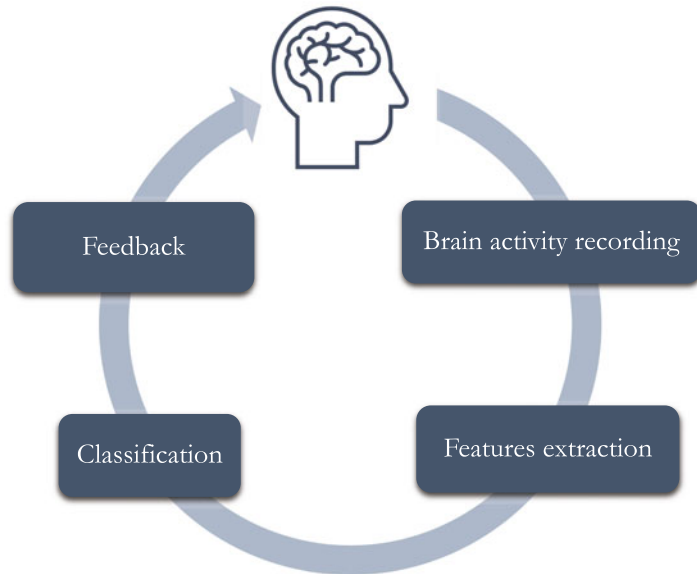 Feedback
Brain activity recording
Classification
Features extraction